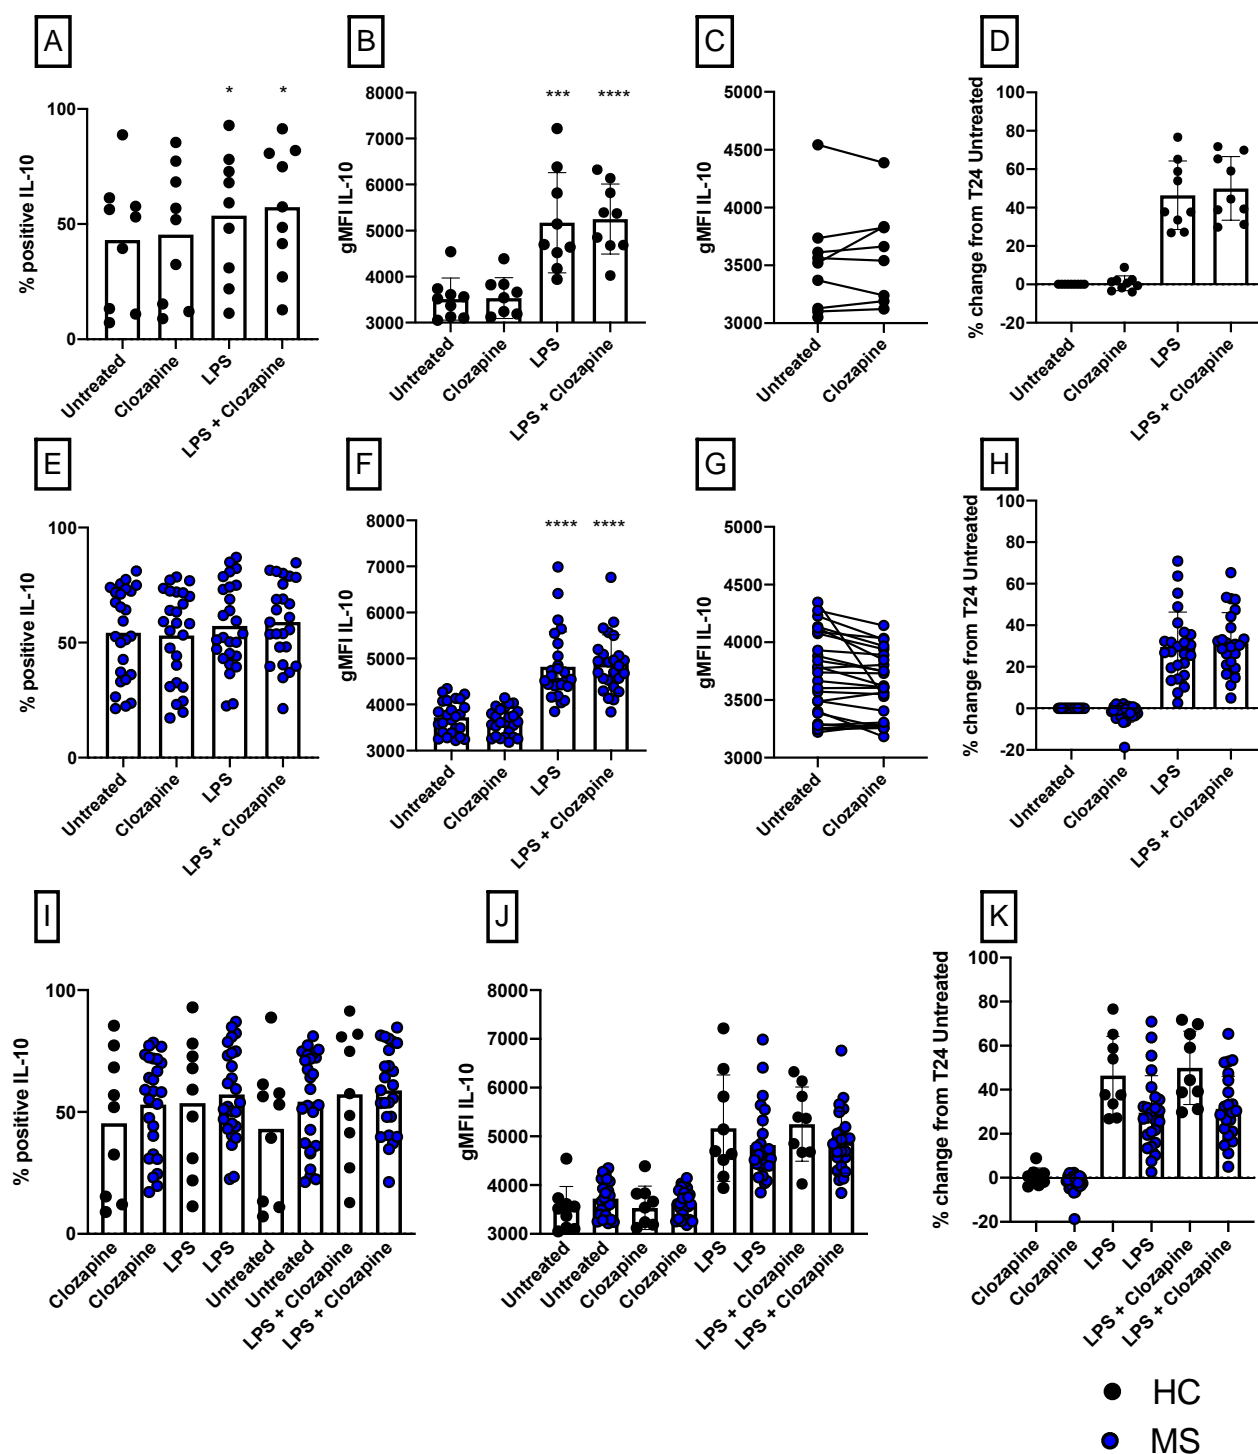 A
B
C
D
* *
*** ****
% positive IL-10
100
50
0
Untreated
Clozapine
LPS
LPS + Clozapine
gMFI IL-10
8000
7000
6000
5000
4000
3000
Untreated
Clozapine
LPS
LPS + Clozapine
gMFI IL-10
5000
4500
4000
3500
3000
Untreated
Clozapine
% change from T24 Untreated
100
80
60
40
20
0
-20
Untreated
Clozapine
LPS
LPS + Clozapine
E
F
G
H
**** ****
% positive IL-10
100
50
0
Untreated
Clozapine
LPS
LPS + Clozapine
gMFI IL-10
8000
7000
6000
5000
4000
3000
Untreated
Clozapine
LPS
LPS + Clozapine
gMFI IL-10
5000
4500
4000
3500
3000
Untreated
Clozapine
% change from T24 Untreated
100
80
60
40
20
0
-20
Untreated
Clozapine
LPS
LPS + Clozapine
I
J
K
% positive IL-10
100
50
0
Clozapine
Clozapine
LPS
LPS
Untreated
Untreated
LPS + Clozapine
LPS + Clozapine
gMFI IL-10
8000
7000
6000
5000
4000
3000
Untreated
Untreated
Clozapine
Clozapine
LPS
LPS
LPS + Clozapine
LPS + Clozapine
% change from T24 Untreated
100
80
60
40
20
0
-20
Clozapine
Clozapine
LPS
LPS
LPS + Clozapine
LPS + Clozapine
HC
MS